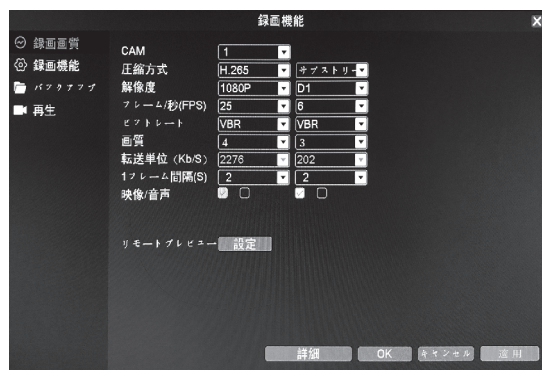 録画機能 X
録画画質
録画機能
バックアップ
再生
CAM 1
圧縮方式 H.265 サブストリー
解像度 1080P D1
フレーム/秒(FPS) 25 6
ビットレート VBR VBR
画質 4 3
転送単位（Kb/S） 2276 202
1フレーム間隔(S) 2 2
映像/音声
リモートプレビュー 設定
詳細 OK キャンセル 適用